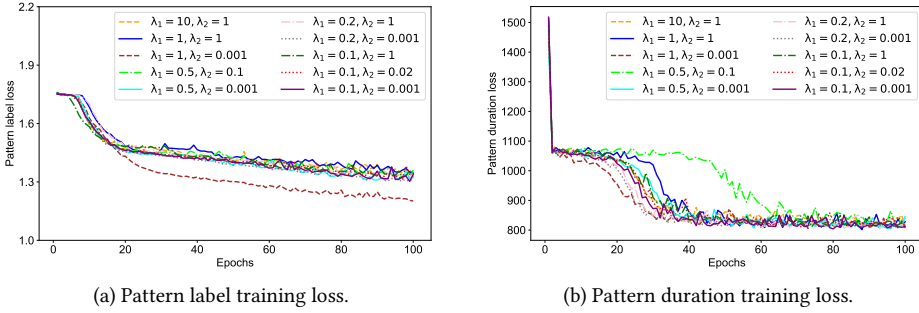 2.2
1.9
1.6
1.3
1.0
Pattern label loss
λ₁ = 10, λ₂ = 1
λ₁ = 1, λ₂ = 1
λ₁ = 1, λ₂ = 0.001
λ₁ = 0.5, λ₂ = 0.1
λ₁ = 0.5, λ₂ = 0.001
λ₁ = 0.2, λ₂ = 1
λ₁ = 0.2, λ₂ = 0.001
λ₁ = 0.1, λ₂ = 1
λ₁ = 0.1, λ₂ = 0.02
λ₁ = 0.1, λ₂ = 0.001
0 20 40 60 80 100
Epochs
(a) Pattern label training loss.
1500
1400
1300
1200
1100
1000
900
800
Pattern duration loss
λ₁ = 10, λ₂ = 1
λ₁ = 1, λ₂ = 1
λ₁ = 1, λ₂ = 0.001
λ₁ = 0.5, λ₂ = 0.1
λ₁ = 0.5, λ₂ = 0.001
λ₁ = 0.2, λ₂ = 1
λ₁ = 0.2, λ₂ = 0.001
λ₁ = 0.1, λ₂ = 1
λ₁ = 0.1, λ₂ = 0.02
λ₁ = 0.1, λ₂ = 0.001
0 20 40 60 80 100
Epochs
(b) Pattern duration training loss.